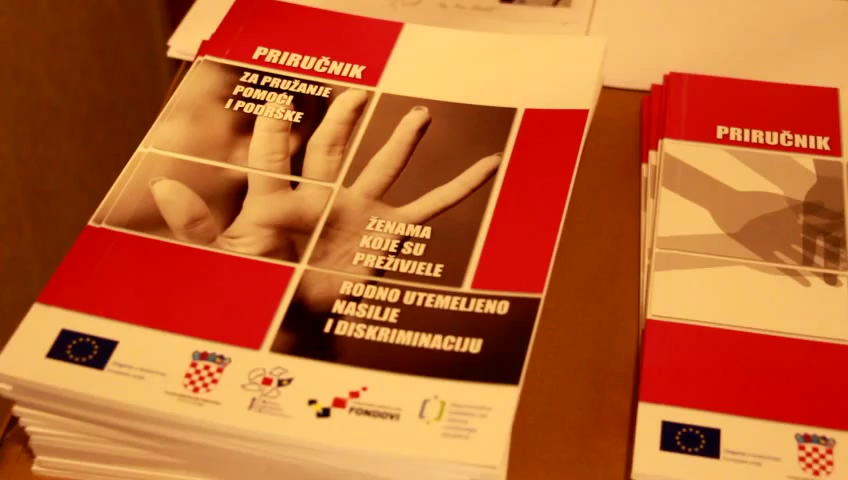 PRIRUČNIK
ZA PRUŽANJE
POMOĆI
I PODRŠKE
ŽENAMA
KOJE SU
PREŽIVJELE
RODNO UTEMELJENO
NASILJE
I DISKRIMINACIJU
FONDOVI
PRIRUČNIK